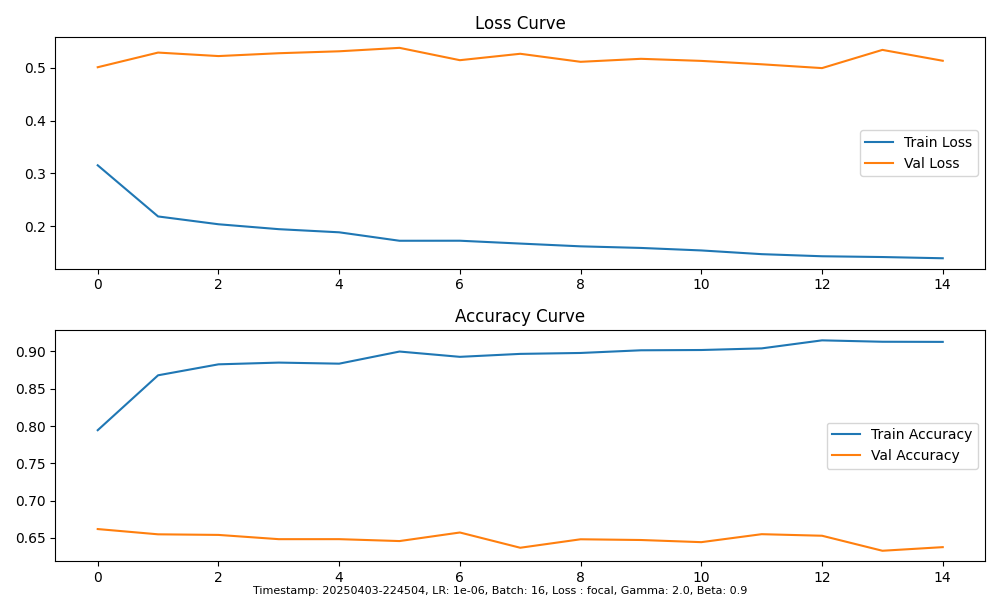 Loss Curve
0.5
0.4
0.3
0.2
Train Loss
Val Loss
0 2 4 6 8 10 12 14
Accuracy Curve
0.90
0.85
0.80
0.75
0.70
0.65
Train Accuracy
Val Accuracy
0 2 4 6 8 10 12 14
Timestamp: 20250403-224504, LR: 1e-06, Batch: 16, Loss : focal, Gamma: 2.0, Beta: 0.9